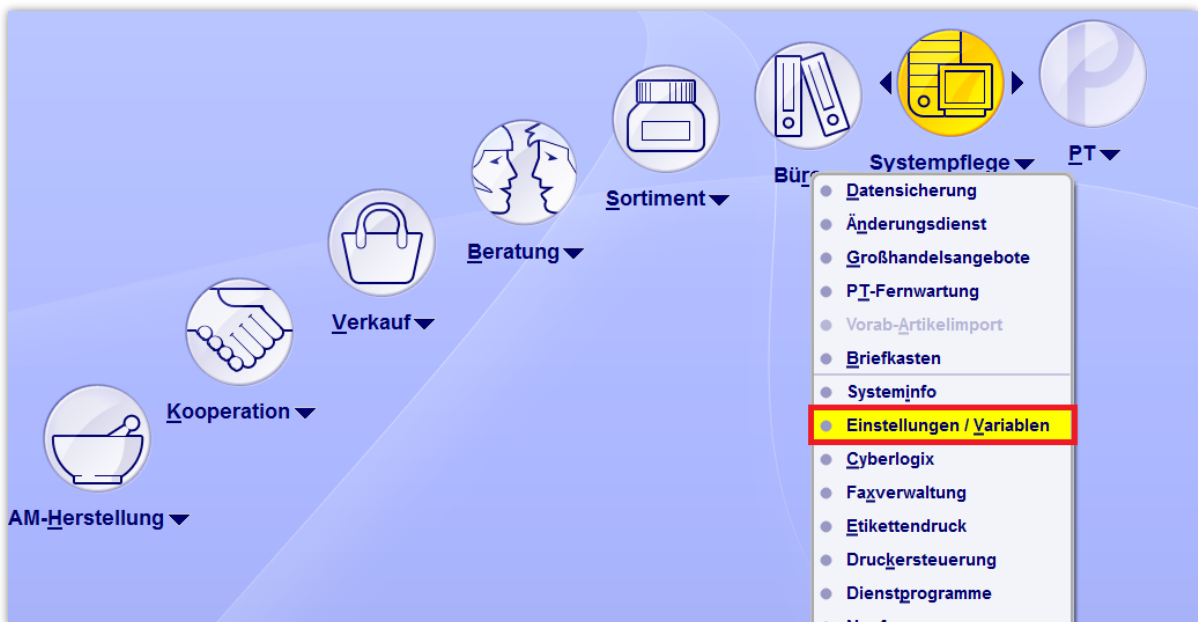 PT
Systempflege
Bür
Sortiment
Beratung
Verkauf
Kooperation
AM-Herstellung
Datensicherung
Änderungsdienst
Großhandelsangebote
PT-Fernwartung
Vorab-Artikelimport
Briefkasten
Systeminfo
Einstellungen / Variablen
Cyberlogix
Faxverwaltung
Etikettendruck
Druckersteuerung
Dienstprogramme